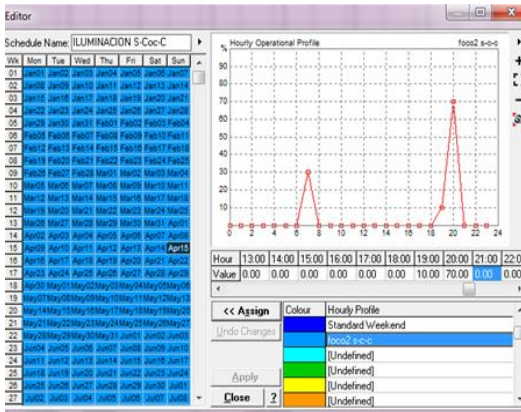 Editor
Schedule Name: ILUMINACION S-Coc-C
Wk Mon Tue Wed Thu Fri Sat Sun
01 Jan01 Jan02 Jan03 Jan04 Jan05 Jan06 Jan07
02 Jan08 Jan09 Jan10 Jan11 Jan12 Jan13 Jan14
03 Jan15 Jan16 Jan17 Jan18 Jan19 Jan20 Jan21
04 Jan22 Jan23 Jan24 Jan25 Jan26 Jan27 Jan28
05 Jan29 Jan30 Jan31 Feb01 Feb02 Feb03 Feb04
06 Feb05 Feb06 Feb07 Feb08 Feb09 Feb10 Feb11
07 Feb12 Feb13 Feb14 Feb15 Feb16 Feb17 Feb18
08 Feb19 Feb20 Feb21 Feb22 Feb23 Feb24 Feb25
09 Feb26 Feb27 Feb28 Mar01 Mar02 Mar03 Mar04
10 Mar05 Mar06 Mar07 Mar08 Mar09 Mar10 Mar11
11 Mar12 Mar13 Mar14 Mar15 Mar16 Mar17 Mar18
12 Mar19 Mar20 Mar21 Mar22 Mar23 Mar24 Mar25
13 Mar26 Mar27 Mar28 Mar29 Mar30 Mar31 Apr01
14 Apr02 Apr03 Apr04 Apr05 Apr06 Apr07 Apr08
15 Apr09 Apr10 Apr11 Apr12 Apr13 Apr14 Apr15
16 Apr16 Apr17 Apr18 Apr19 Apr20 Apr21 Apr22
17 Apr23 Apr24 Apr25 Apr26 Apr27 Apr28 Apr29
18 Apr30 May01 May02 May03 May04 May05 May06
19 May07 May08 May09 May10 May11 May12 May13
20 May14 May15 May16 May17 May18 May19 May20
21 May21 May22 May23 May24 May25 May26 May27
22 May28 May29 May30 May31 Jun01 Jun02 Jun03
23 Jun04 Jun05 Jun06 Jun07 Jun08 Jun09 Jun10
24 Jun11 Jun12 Jun13 Jun14 Jun15 Jun16 Jun17
25 Jun18 Jun19 Jun20 Jun21 Jun22 Jun23 Jun24
26 Jun25 Jun26 Jun27 Jun28 Jun29 Jun30 Jul01
27 Jul02 Jul03 Jul04 Jul05 Jul06 Jul07 Jul08
% Hourly Operational Profile foco2 s-c-c
90
80
70
60
50
40
30
20
10
0 2 4 6 8 10 12 14 16 18 20 22 24
Hour 13:00 14:00 15:00 16:00 17:00 18:00 19:00 20:00 21:00 22:0
Value 0.00 0.00 0.00 0.00 0.00 0.00 10.00 70.00 0.00 0.00
<< Assign
Undo Changes
Apply
Close ?
Colour Hourly Profile
Standard Weekend
foco2 s-c-c
[Undefined]
[Undefined]
[Undefined]
[Undefined]